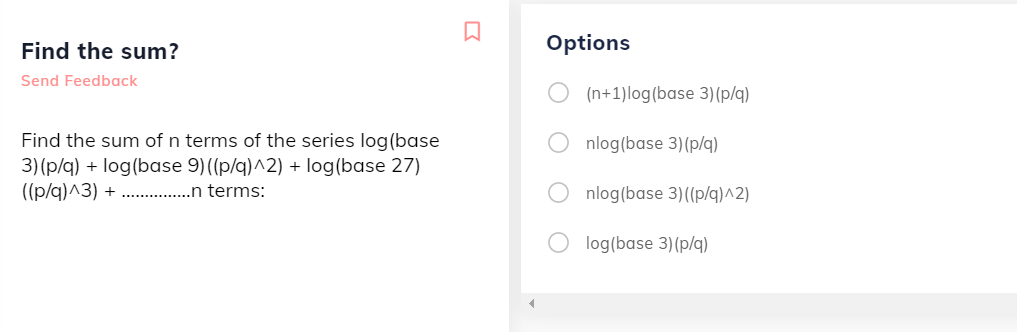 Find the sum?
Send Feedback
Find the sum of n terms of the series log(base
3)(p/q) + log(base 9)((p/q)^2) + log(base 27)
((p/q)^3) + ...............n terms:
Options
(n+1)log(base 3)(p/q)
nlog(base 3)(p/q)
nlog(base 3)((p/q)^2)
log(base 3)(p/q)